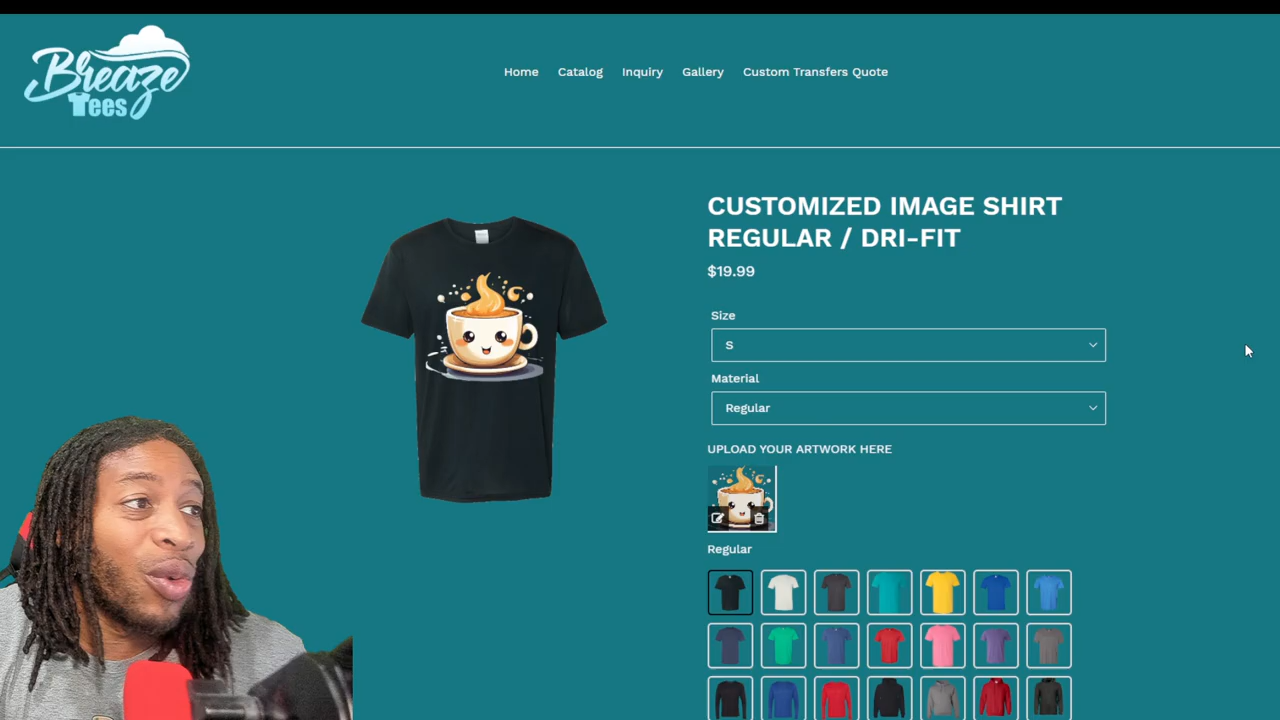 Breaze
Tees
Home Catalog Inquiry Gallery Custom Transfers Quote
CUSTOMIZED IMAGE SHIRT
REGULAR / DRI-FIT
$19.99
Size
S
Material
Regular
UPLOAD YOUR ARTWORK HERE
Regular